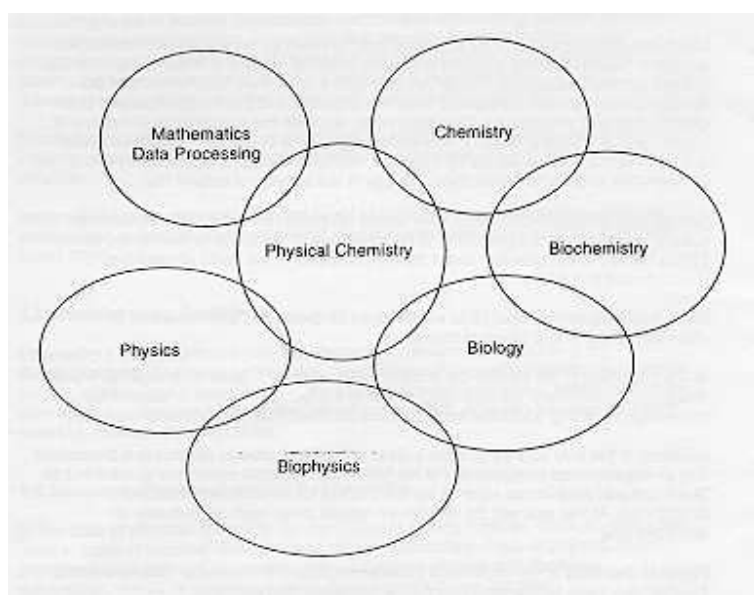 Mathematics
Data Processing
Chemistry
Physical Chemistry
Biochemistry
Physics
Biology
Biophysics